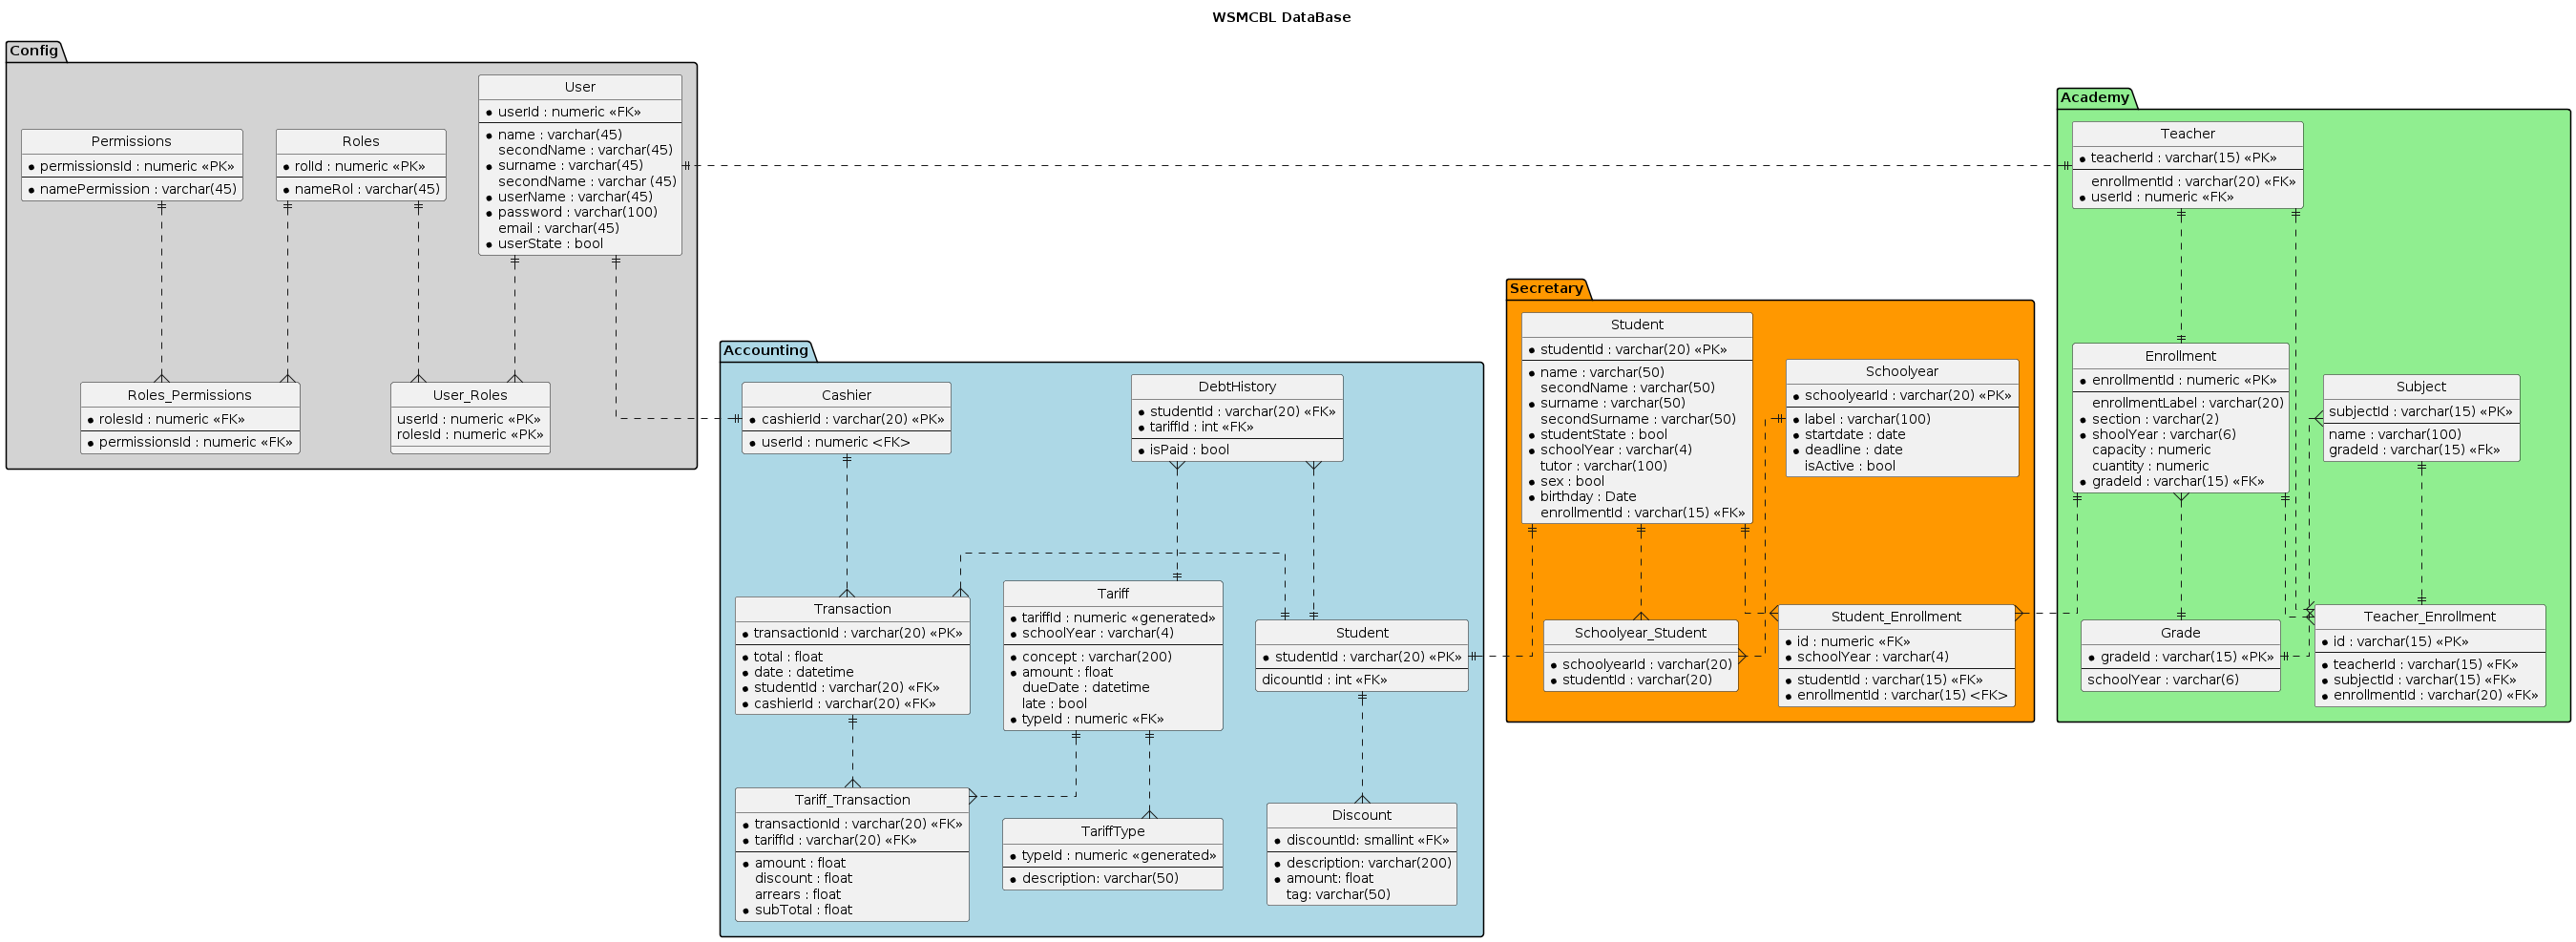 WSMCBL DataBase
Config
User
userId : numeric «FK»
name : varchar(45)
secondName : varchar(45)
surname : varchar(45)
secondName : varchar (45)
userName : varchar(45)
password : varchar(100)
email : varchar(45)
userState : bool
Permissions
permissionsId : numeric «PK»
namePermission : varchar(45)
Roles
rolId : numeric «PK»
nameRol : varchar(45)
Roles_Permissions
rolesId : numeric «FK»
permissionsId : numeric «FK»
User_Roles
userId : numeric «PK»
rolesId : numeric «PK»
Accounting
Cashier
cashierId : varchar(20) «PK»
userId : numeric <FK>
DebtHistory
studentId : varchar(20) «FK»
tariffId : int «FK»
isPaid : bool
Transaction
transactionId : varchar(20) «PK»
total : float
date : datetime
studentId : varchar(20) «FK»
cashierId : varchar(20) «FK»
Tariff
tariffId : numeric «generated»
schoolYear : varchar(4)
concept : varchar(200)
amount : float
dueDate : datetime
late : bool
typeId : numeric «FK»
Student
studentId : varchar(20) «PK»
dicountId : int «FK»
Tariff_Transaction
transactionId : varchar(20) «FK»
tariffId : varchar(20) «FK»
amount : float
discount : float
arrears : float
subTotal : float
TariffType
typeId : numeric «generated»
description: varchar(50)
Discount
discountId: smallint «FK»
description: varchar(200)
amount: float
tag: varchar(50)
Secretary
Student
studentId : varchar(20) «PK»
name : varchar(50)
secondName : varchar(50)
surname : varchar(50)
secondSurname : varchar(50)
studentState : bool
schoolYear : varchar(4)
tutor : varchar(100)
sex : bool
birthday : Date
enrollmentId : varchar(15) «FK»
Schoolyear
schoolyearId : varchar(20) «PK»
label : varchar(100)
startdate : date
deadline : date
isActive : bool
Schoolyear_Student
schoolyearId : varchar(20)
studentId : varchar(20)
Student_Enrollment
id : numeric «FK»
schoolYear : varchar(4)
studentId : varchar(15) «FK»
enrollmentId : varchar(15) <FK>
Academy
Teacher
teacherId : varchar(15) «PK»
enrollmentId : varchar(20) «FK»
userId : numeric «FK»
Enrollment
enrollmentId : numeric «PK»
enrollmentLabel : varchar(20)
section : varchar(2)
shoolYear : varchar(6)
capacity : numeric
cuantity : numeric
gradeId : varchar(15) «FK»
Subject
subjectId : varchar(15) «PK»
name : varchar(100)
gradeId : varchar(15) «Fk»
Grade
gradeId : varchar(15) «PK»
schoolYear : varchar(6)
Teacher_Enrollment
id : varchar(15) «PK»
teacherId : varchar(15) «FK»
subjectId : varchar(15) «FK»
enrollmentId : varchar(20) «FK»